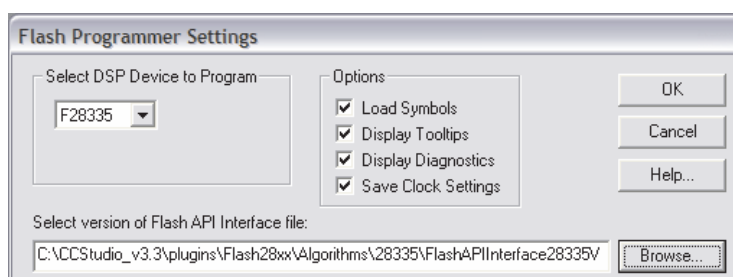 Flash Programmer Settings
Select DSP Device to Program
F28335
Options
Load Symbols
Display Tooltips
Display Diagnostics
Save Clock Settings
OK
Cancel
Help...
Select version of Flash API Interface file:
C:\CCStudio_v3.3\plugins\Flash28xx\Algorithms\28335\FlashAPIInterface28335V
Browse...